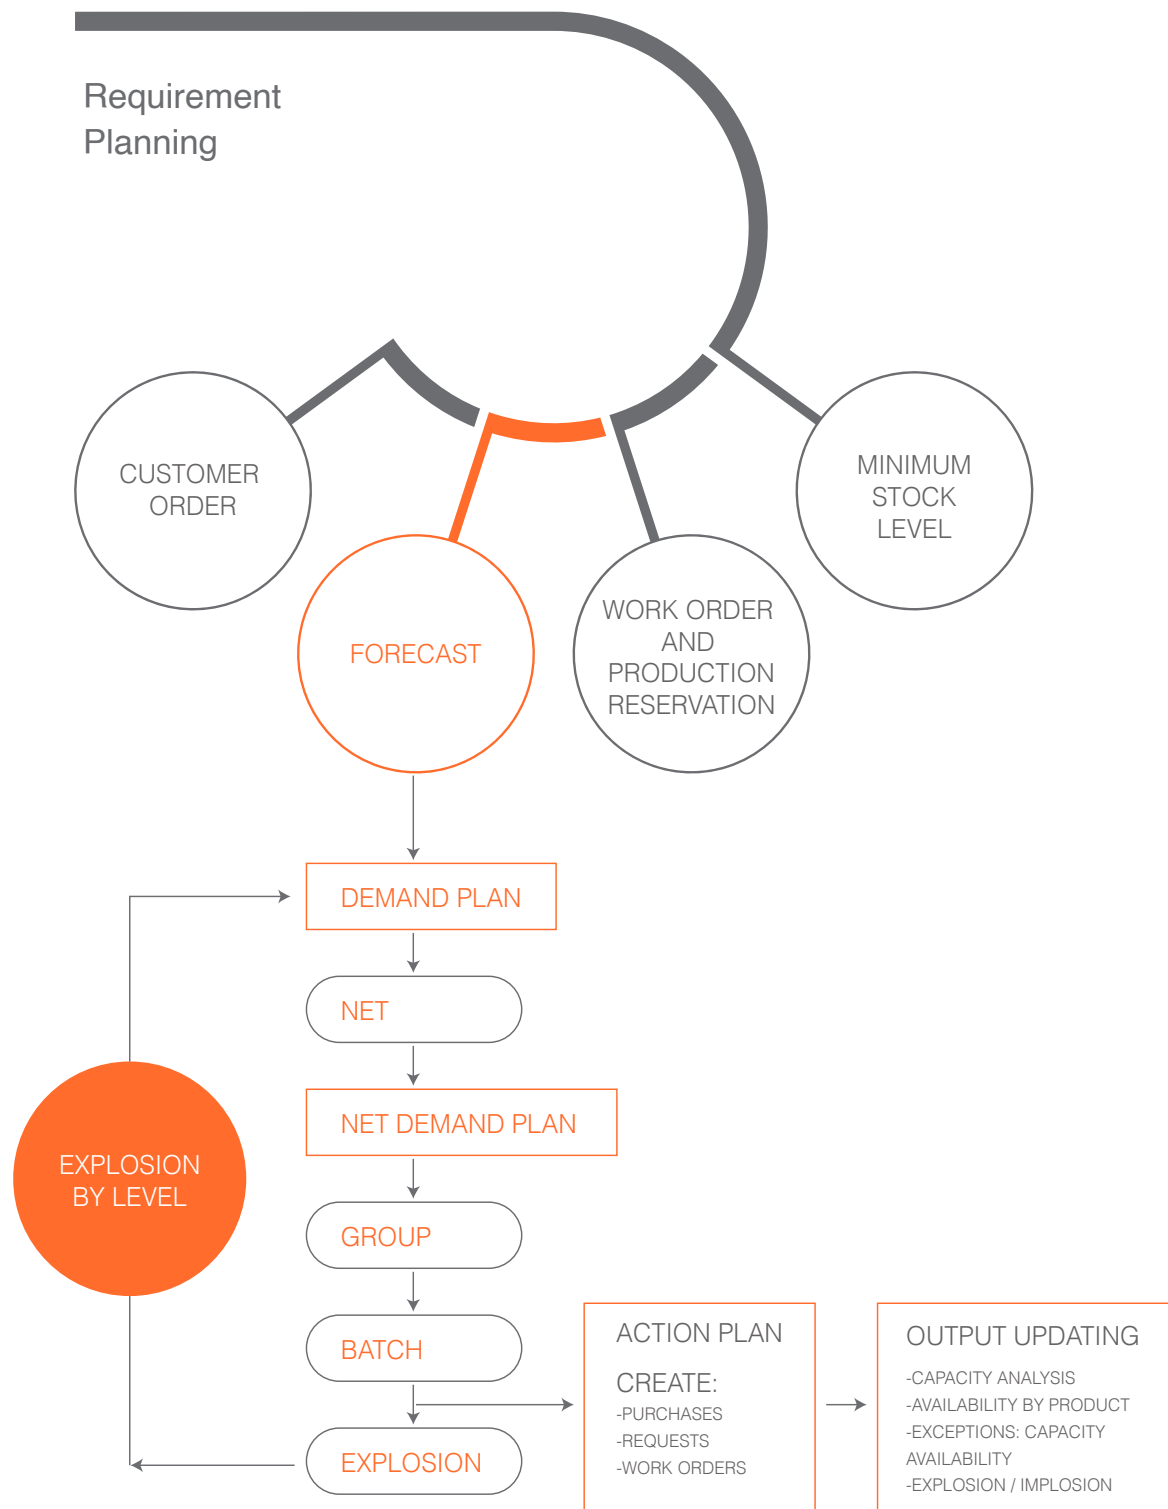 Requirement
Planning
CUSTOMER
ORDER
FORECAST
WORK ORDER
AND
PRODUCTION
RESERVATION
MINIMUM
STOCK
LEVEL
DEMAND PLAN
NET
NET DEMAND PLAN
EXPLOSION
BY LEVEL
GROUP
BATCH
EXPLOSION
ACTION PLAN
CREATE:
-PURCHASES
-REQUESTS
-WORK ORDERS
OUTPUT UPDATING
-CAPACITY ANALYSIS
-AVAILABILITY BY PRODUCT
-EXCEPTIONS: CAPACITY
AVAILABILITY
-EXPLOSION / IMPLOSION